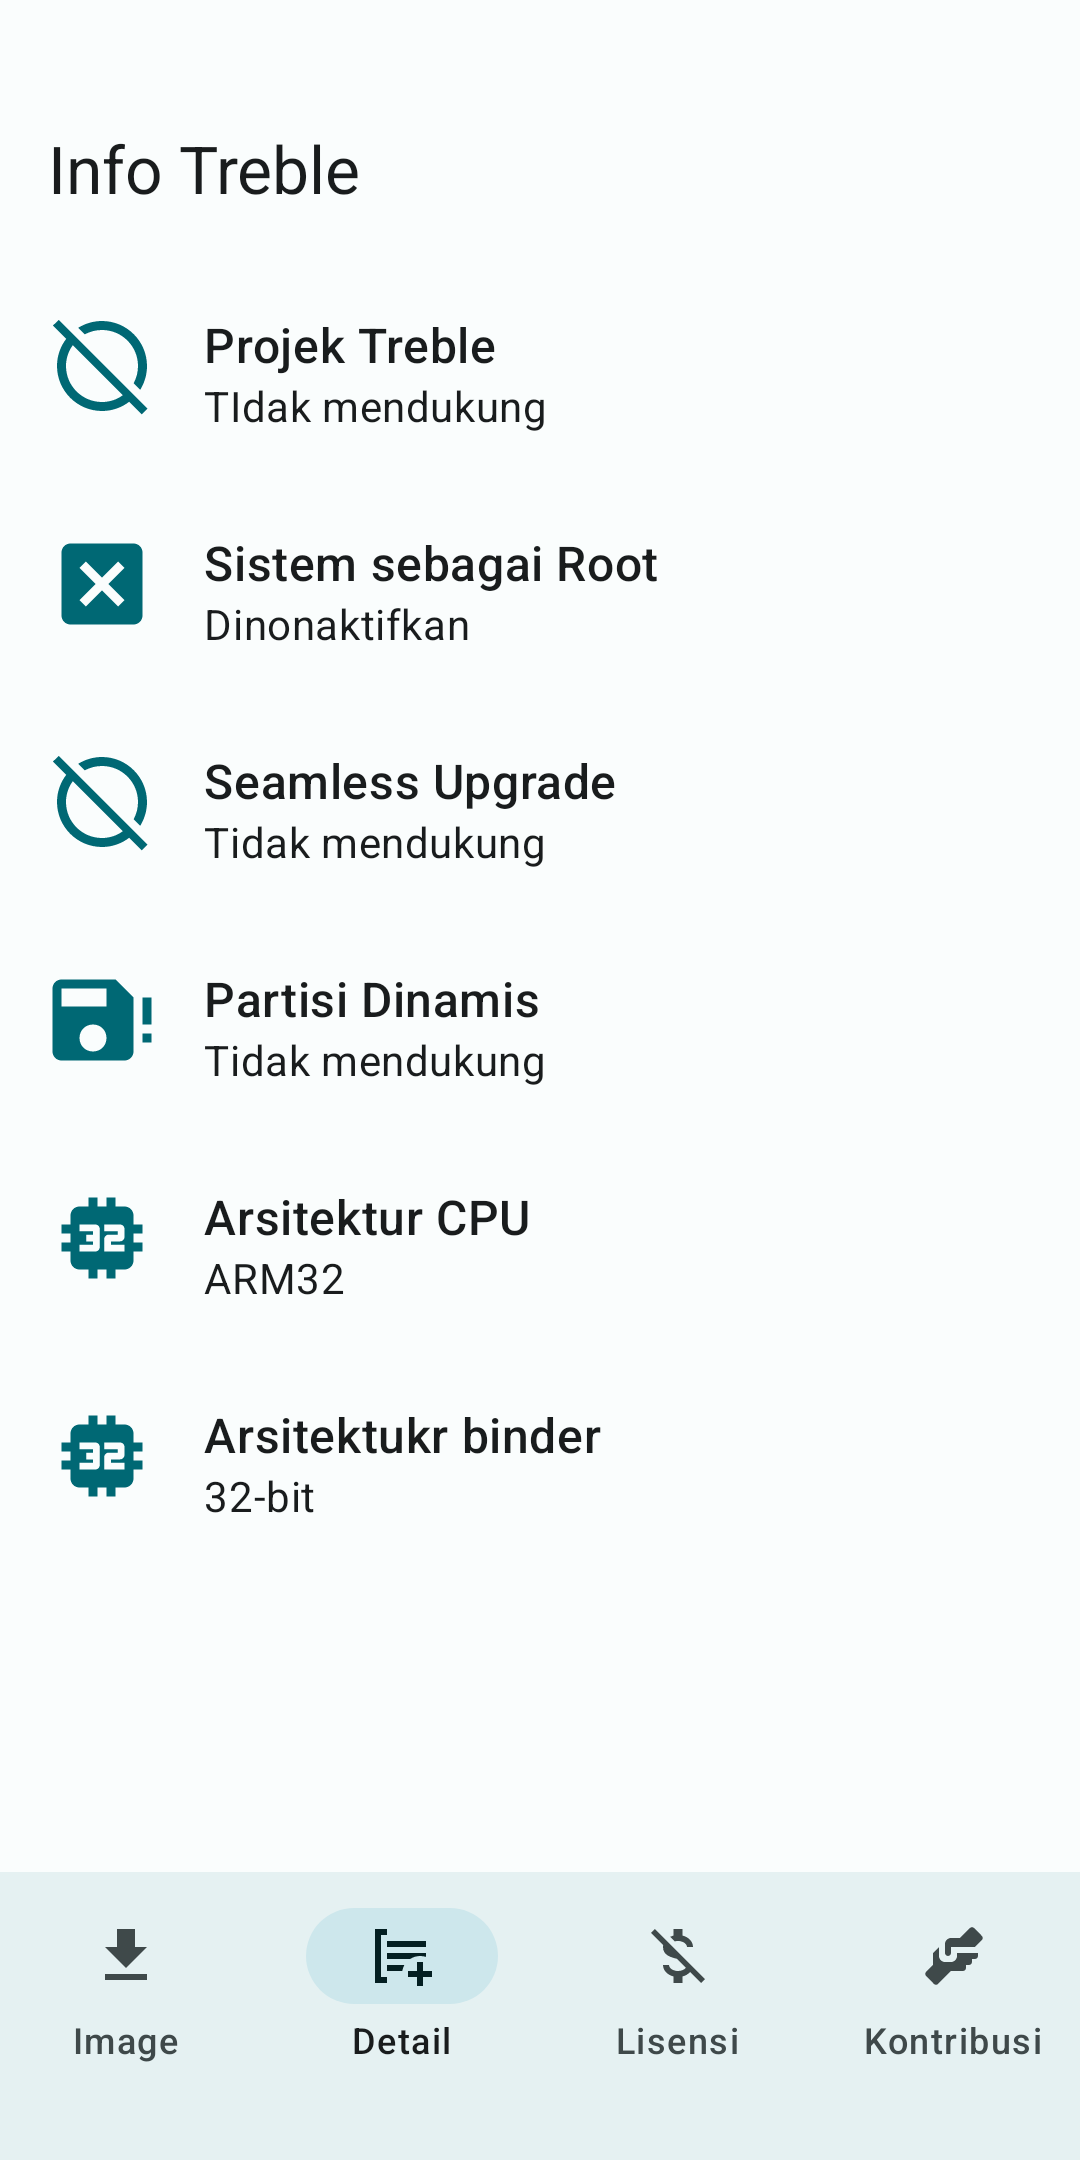 Info Treble
Projek Treble
TIdak mendukung
Sistem sebagai Root
Dinonaktifkan
Seamless Upgrade
Tidak mendukung
Partisi Dinamis
Tidak mendukung
32
Arsitektur CPU
ARM32
32
Arsitektukr binder
32-bit
Image
Detail
Lisensi
Kontribusi